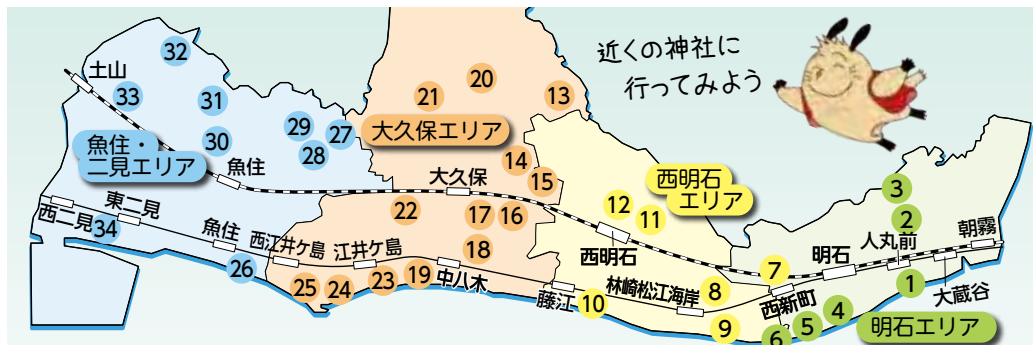 近くの神社に
行ってみよう
32
土山
33
31
20
21
13
29
27
28
30
大久保エリア
魚住・
二見エリア
魚住
14
大久保
15
西明石
エリア
3
22
17
16
12
11
2
西二見
東二見
34
魚住
西江井ケ島
江井ケ島
18
西明石
7
明石
人丸前
朝霧
26
25
24
23
19
中八木
藤江
10
林崎松江海岸
8
西新町
1
大蔵谷
9
6
5
4
明石エリア